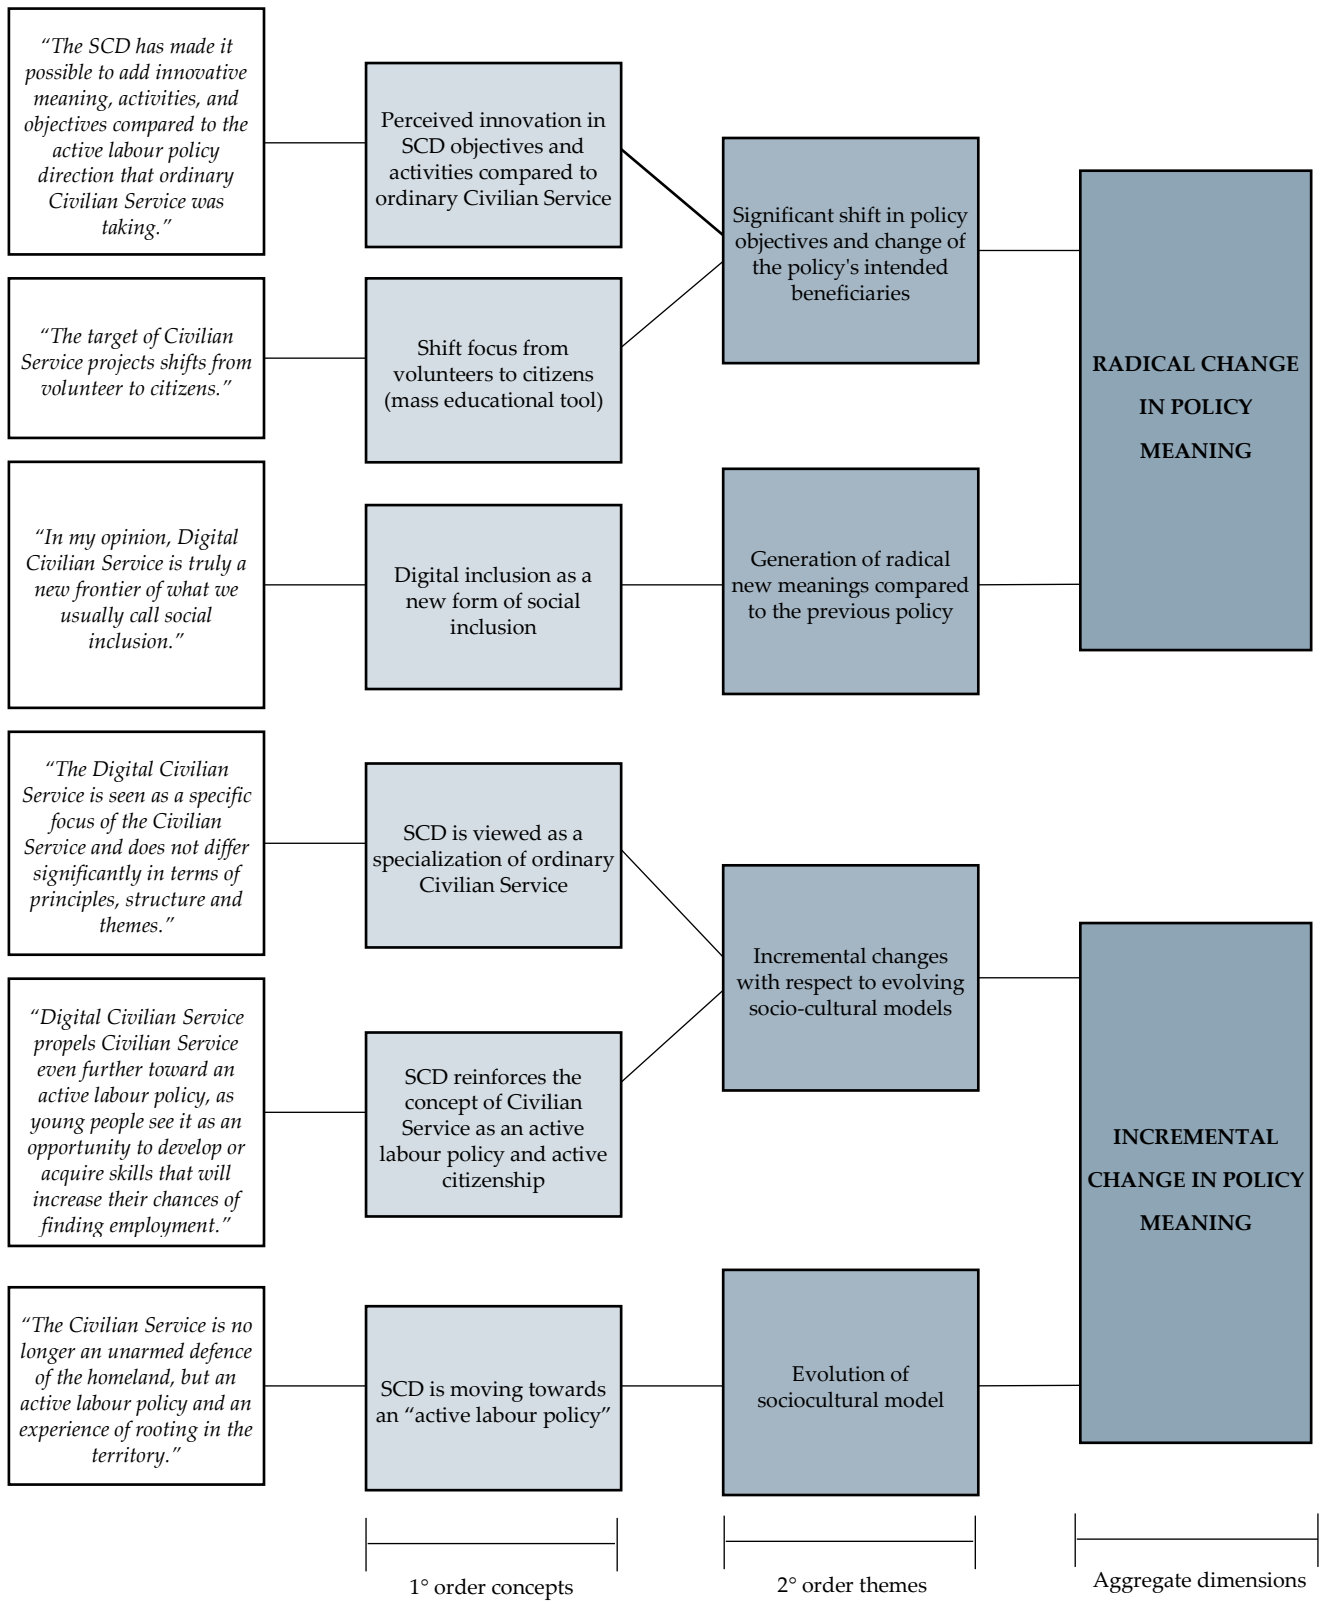 “The SCD has made it
possible to add innovative
meaning, activities, and
objectives compared to the
active labour policy
direction that ordinary
Civilian Service was
taking.”
Perceived innovation in
SCD objectives and
activities compared to
ordinary Civilian Service
Significant shift in policy
objectives and change of
the policy's intended
beneficiaries
RADICAL CHANGE
IN POLICY
MEANING
“The target of Civilian
Service projects shifts from
volunteer to citizens.”
Shift focus from
volunteers to citizens
(mass educational tool)
“In my opinion, Digital
Civilian Service is truly a
new frontier of what we
usually call social
inclusion.”
Digital inclusion as a
new form of social
inclusion
Generation of radical
new meanings compared
to the previous policy
“The Digital Civilian
Service is seen as a specific
focus of the Civilian
Service and does not differ
significantly in terms of
principles, structure and
themes.”
SCD is viewed as a
specialization of ordinary
Civilian Service
Incremental changes
with respect to evolving
socio-cultural models
INCREMENTAL
CHANGE IN POLICY
MEANING
“Digital Civilian Service
propels Civilian Service
even further toward an
active labour policy, as
young people see it as an
opportunity to develop or
acquire skills that will
increase their chances of
finding employment.”
SCD reinforces the
concept of Civilian
Service as an active
labour policy and active
citizenship
“The Civilian Service is no
longer an unarmed defence
of the homeland, but an
active labour policy and an
experience of rooting in the
territory.”
SCD is moving towards
an “active labour policy”
Evolution of
sociocultural model
1° order concepts
2° order themes
Aggregate dimensions